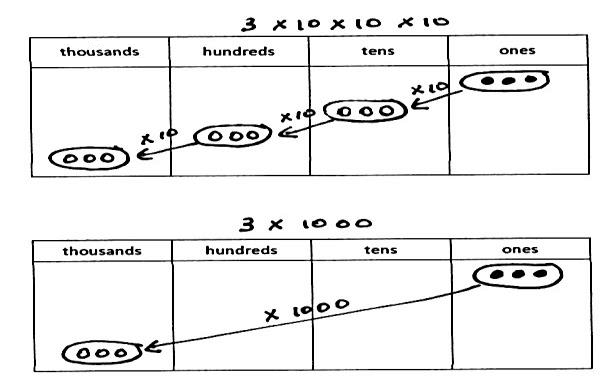 3 ×10 ×10 ×10
thousands hundreds tens ones
×10
×10
×10
3 × 1000
thousands hundreds tens ones
× 1000